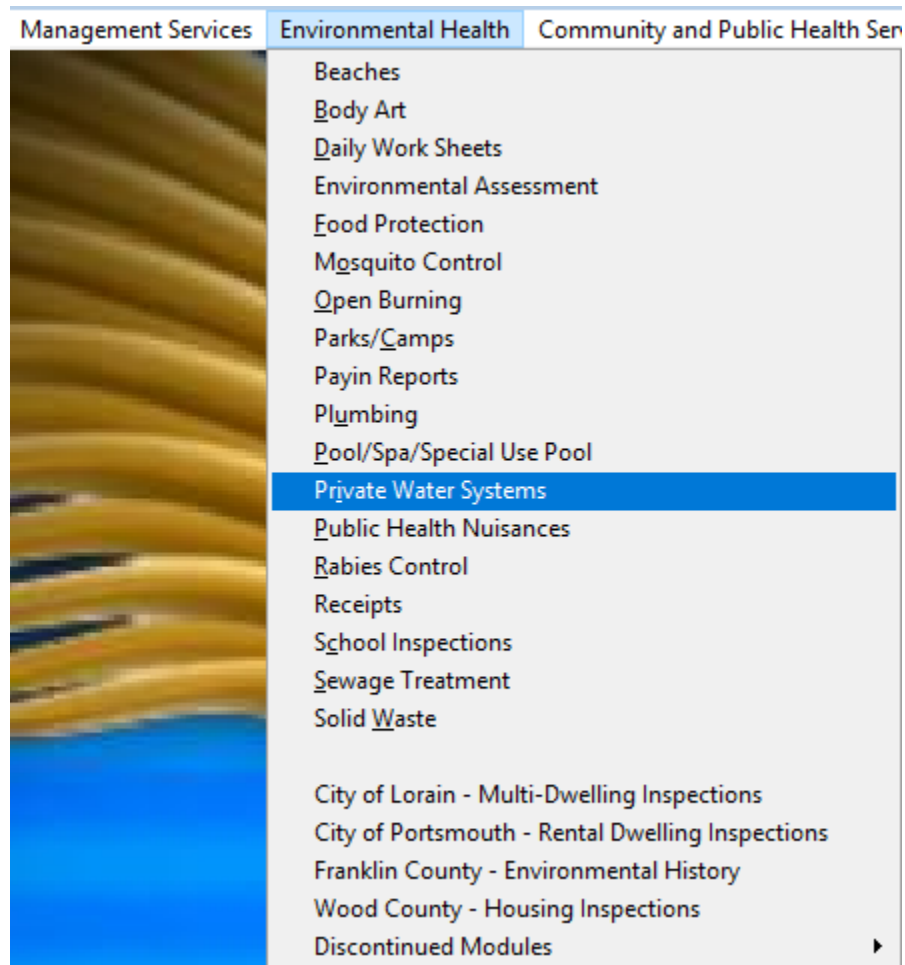 Management Services Environmental Health Community and Public Health Ser
Beaches
Body Art
Daily Work Sheets
Environmental Assessment
Food Protection
Mosquito Control
Open Burning
Parks/Camps
Payin Reports
Plumbing
Pool/Spa/Special Use Pool
Private Water Systems
Public Health Nuisances
Rabies Control
Receipts
School Inspections
Sewage Treatment
Solid Waste
City of Lorain - Multi-Dwelling Inspections
City of Portsmouth - Rental Dwelling Inspections
Franklin County - Environmental History
Wood County - Housing Inspections
Discontinued Modules